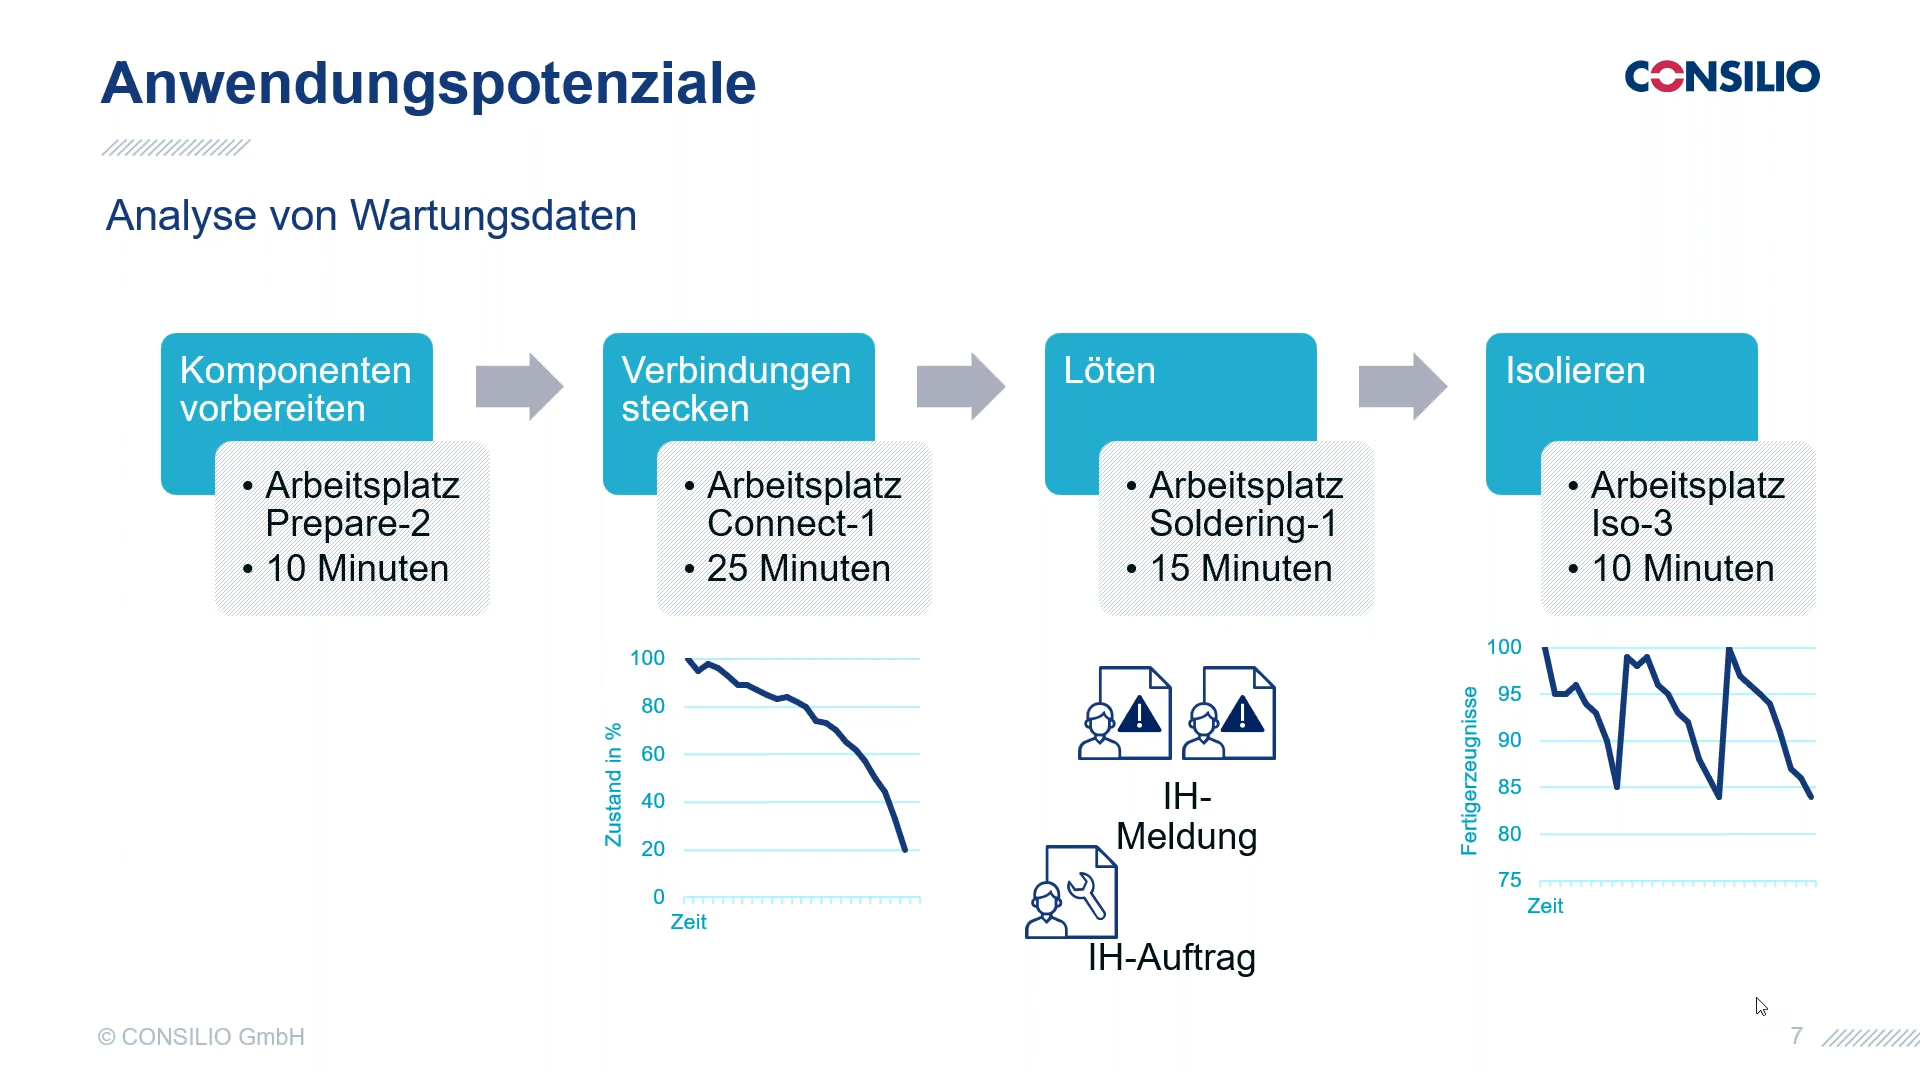 Anwendungspotenziale
CONSILIO
Analyse von Wartungsdaten
Komponenten
vorbereiten
• Arbeitsplatz
Prepare-2
• 10 Minuten
Verbindungen
stecken
• Arbeitsplatz
Connect-1
• 25 Minuten
Löten
• Arbeitsplatz
Soldering-1
• 15 Minuten
Isolieren
• Arbeitsplatz
Iso-3
• 10 Minuten
Zustand in %
100
80
60
40
20
0
Zeit
IH-
Meldung
IH-Auftrag
Fertigerzeugnisse
100
95
90
85
80
75
Zeit
© CONSILIO GmbH
7